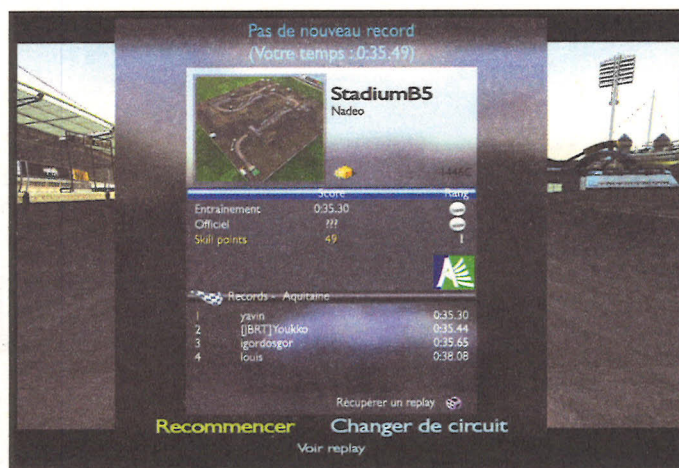 Pas de nouveau record
(Votre temps : 0:35.49)
StadiumB5
Nadeo
Score Rang
Entraînement 0:35.30
Officiel ???
Skill points 49 1
Records - Aquitaine
1 yavin 0:35.30
2 [JBRT]Youkko 0:35.44
3 igordosgor 0:35.65
4 louis 0:38.08
Récupérer un replay
Recommencer Changer de circuit
Voir replay